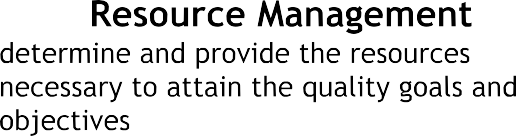 Resource Management
determine and provide the resources
necessary to attain the quality goals and
objectives